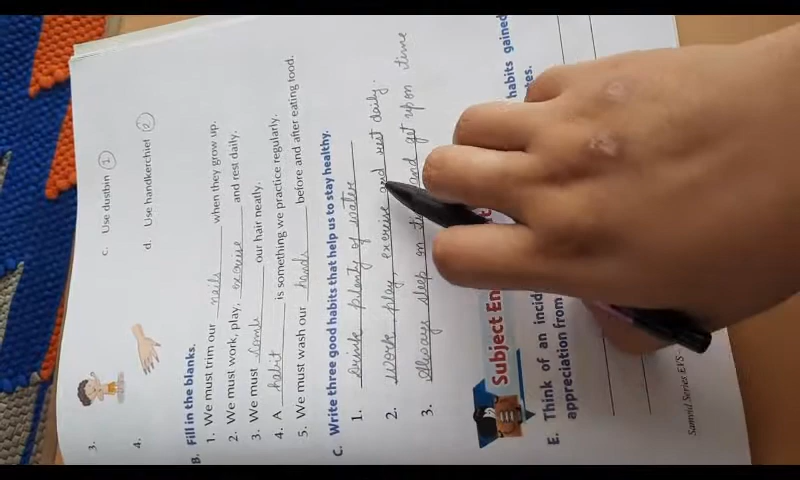 3.
c. Use dustbin 1
4.
d. Use handkerchief 2
B. Fill in the blanks.
1. We must trim our neils when they grow up.
2. We must work, play, exercise and rest daily.
3. We must comb our hair neatly.
4. A habit is something we practice regularly.
5. We must wash our hands before and after eating food.
C. Write three good habits that help us to stay healthy.
1. Drink plenty of water
2. Work, play, exercise and rest daily.
3. Always sleep on and get up on time
Subject En
E. Think of an incid habits gained
appreciation from
Samvid Series EVS